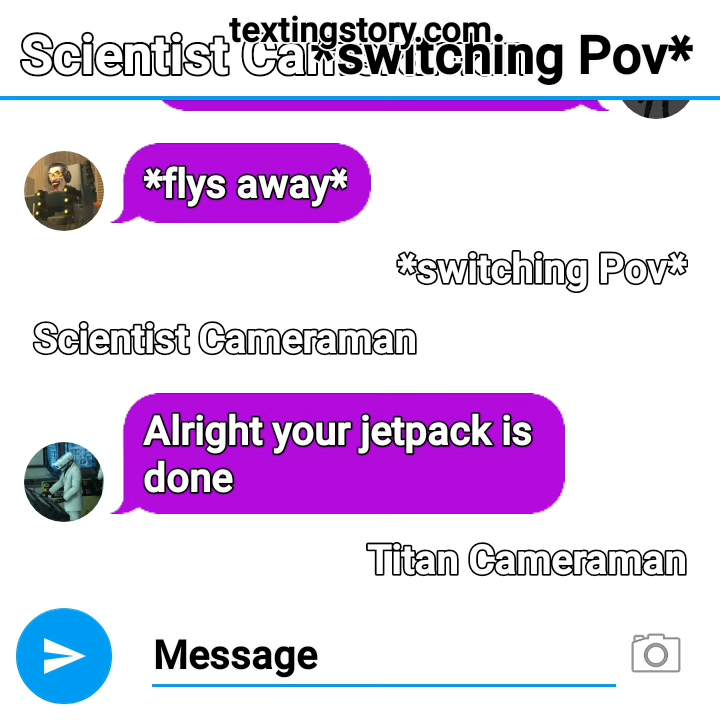 textingstory.com
Scientist Cameraman
*switching Pov*
*flys away*
*switching Pov*
Scientist Cameraman
Alright your jetpack is
done
Titan Cameraman
Message